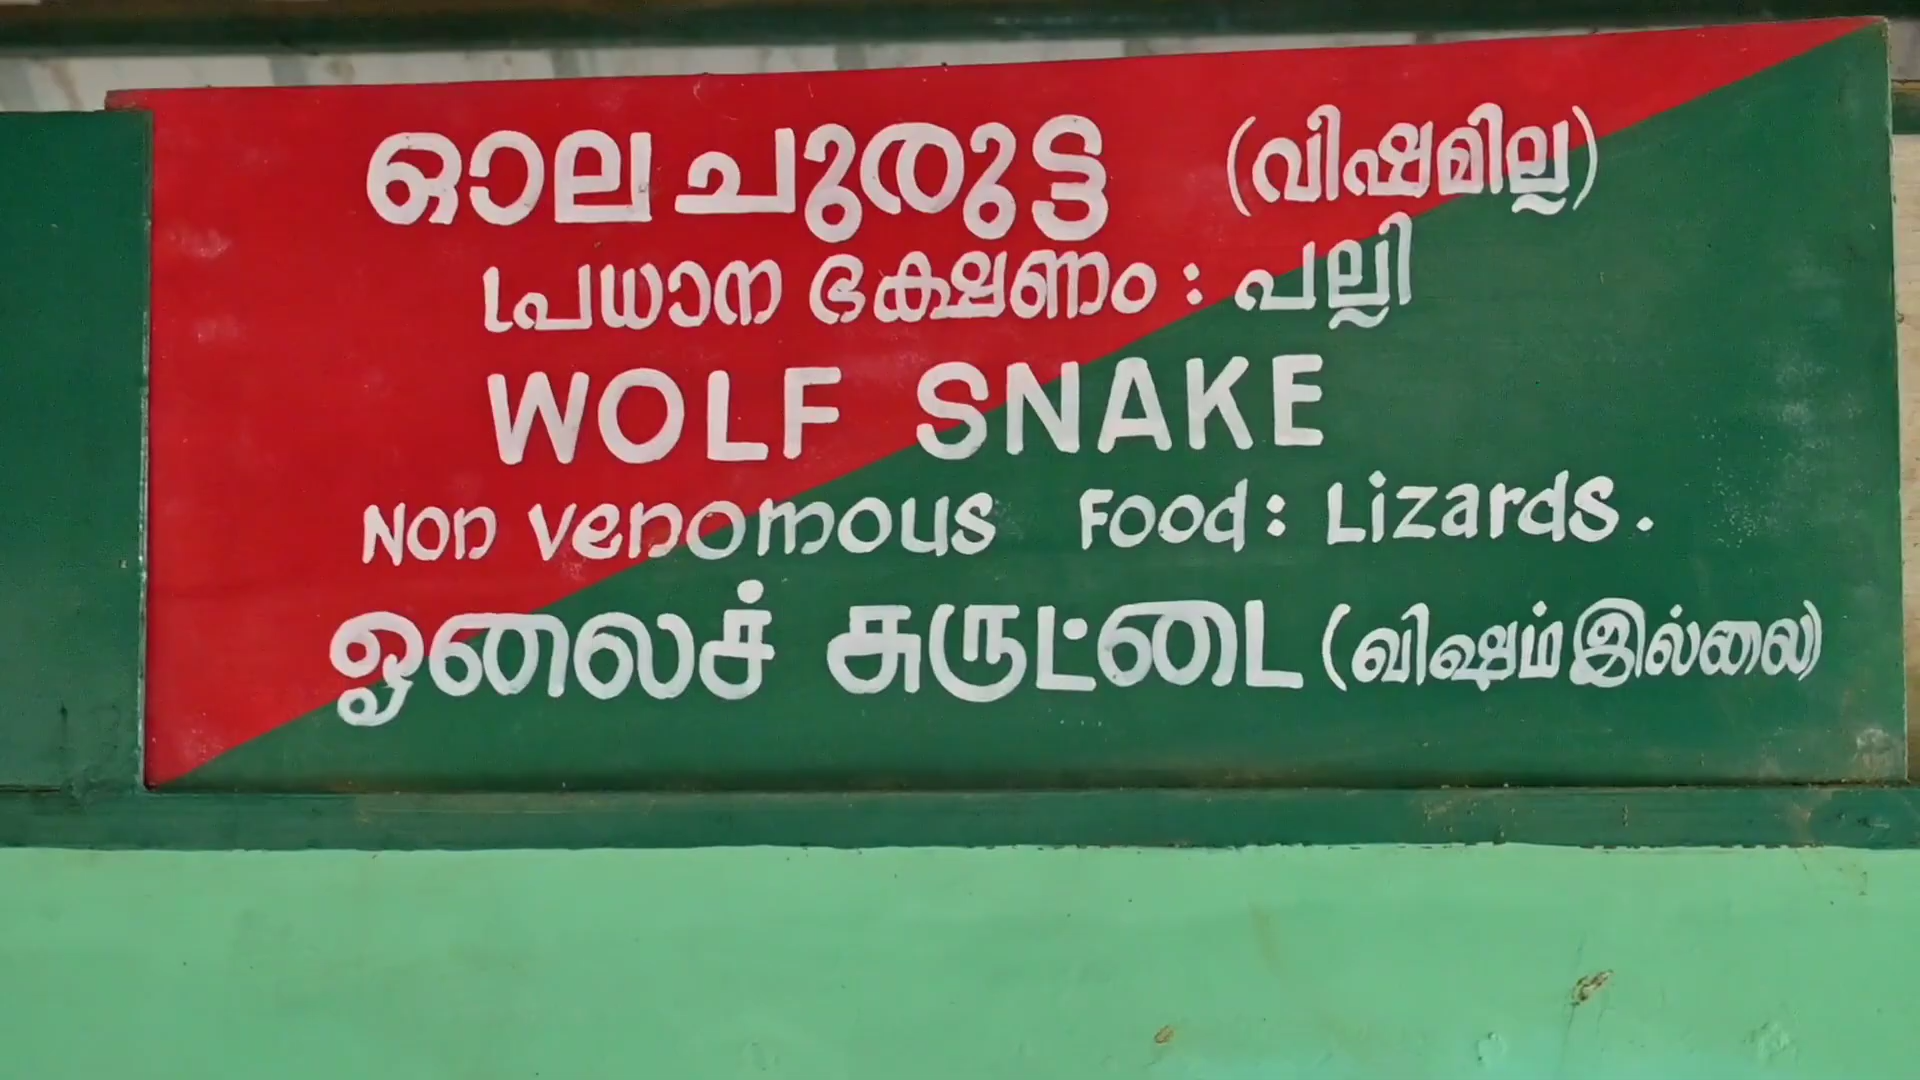 ഓല ചുരുട്ട (വിഷമില്ല)
പ്രധാന ഭക്ഷണം : പല്ലി
WOLF SNAKE
Non Venomous Food : Lizards.
ஓலைச் சுருட்டை (விஷம் இல்லை)